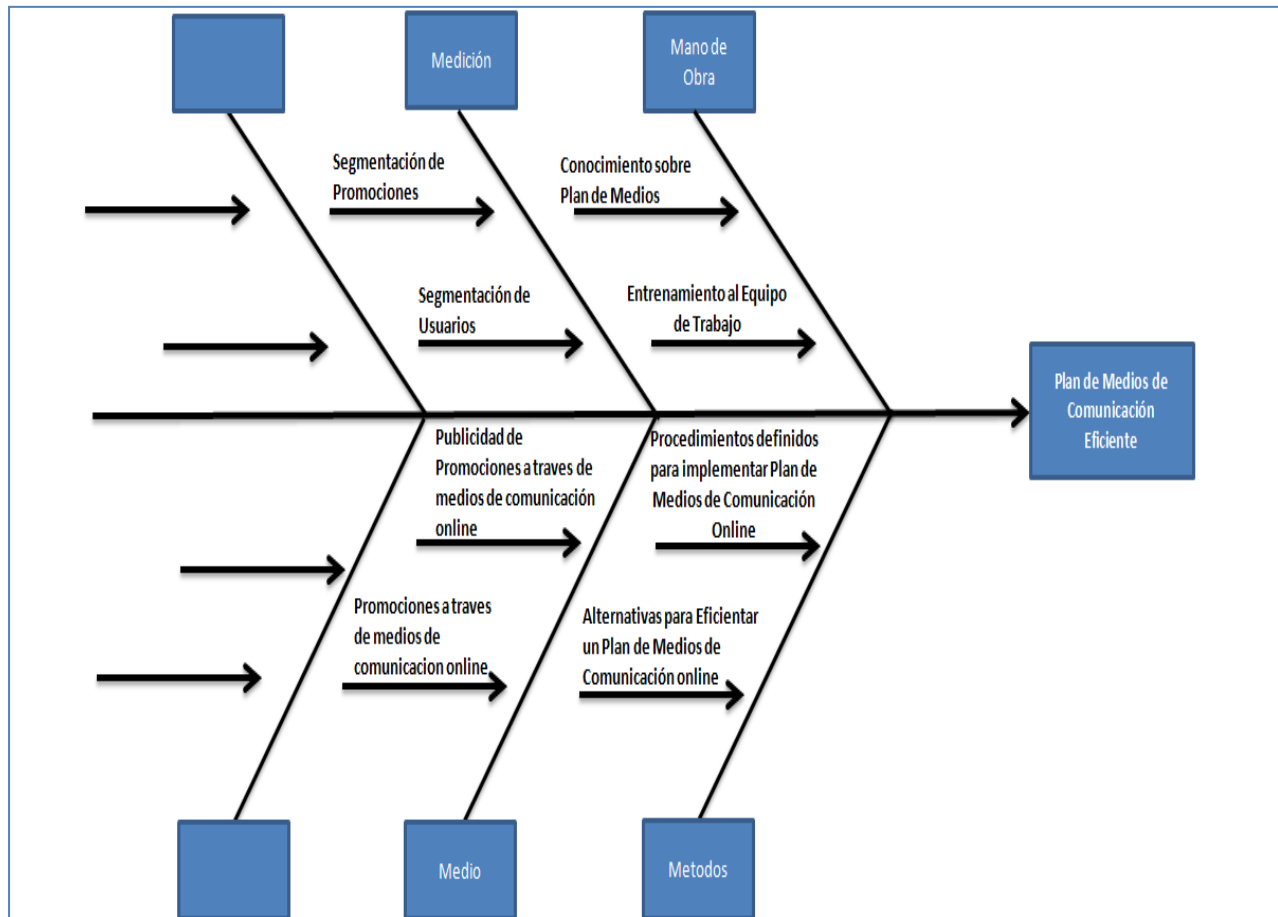 Medición
Mano de
Obra
Segmentación de
Promociones
Conocimiento sobre
Plan de Medios
Segmentación de
Usuarios
Entrenamiento al Equipo
de Trabajo
Plan de Medios de
Comunicación
Eficiente
Publicidad de
Promociones a traves de
medios de comunicación
online
Procedimientos definidos
para implementar Plan de
Medios de Comunicación
Online
Promociones a traves
de medios de
comunicacion online
Alternativas para Eficientar
un Plan de Medios de
Comunicación online
Medio
Metodos